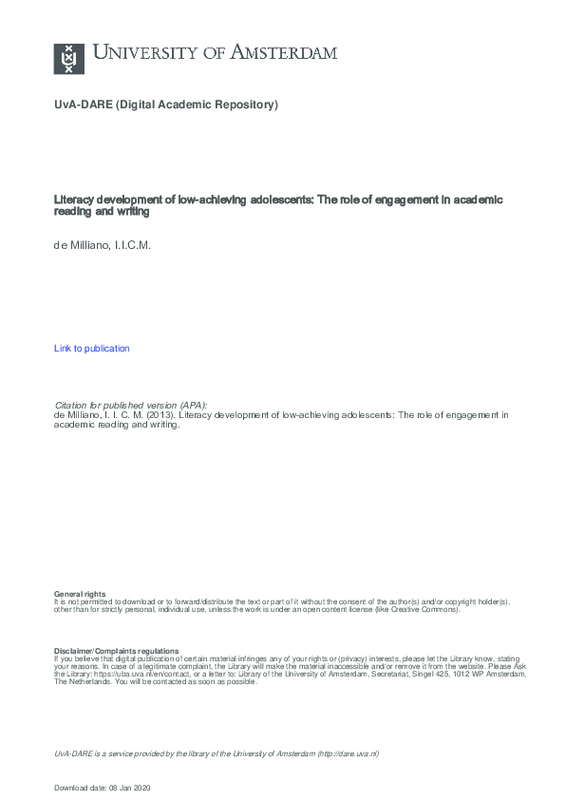 UNIVERSITY OF AMSTERDAM
UvA-DARE (Digital Academic Repository)
Literacy development of low-achieving adolescents: The role of engagement in academic
reading and writing
de Milliano, I.I.C.M.
Link to publication
Citation for published version (APA):
de Milliano, I. I. C. M. (2013). Literacy development of low-achieving adolescents: The role of engagement in
academic reading and writing.
General rights
It is not permitted to download or to forward/distribute the text or part of it without the consent of the author(s) and/or copyright holder(s),
other than for strictly personal, individual use, unless the work is under an open content license (like Creative Commons).
Disclaimer/Complaints regulations
If you believe that digital publication of certain material infringes any of your rights or (privacy) interests, please let the Library know, stating
your reasons. In case of a legitimate complaint, the Library will make the material inaccessible and/or remove it from the website. Please Ask
the Library: https://uba.uva.nl/en/contact, or a letter to: Library of the University of Amsterdam, Secretariat, Singel 425, 1012 WP Amsterdam,
The Netherlands. You will be contacted as soon as possible.
UvA-DARE is a service provided by the library of the University of Amsterdam (http://dare.uva.nl)
Download date: 08 Jan 2020